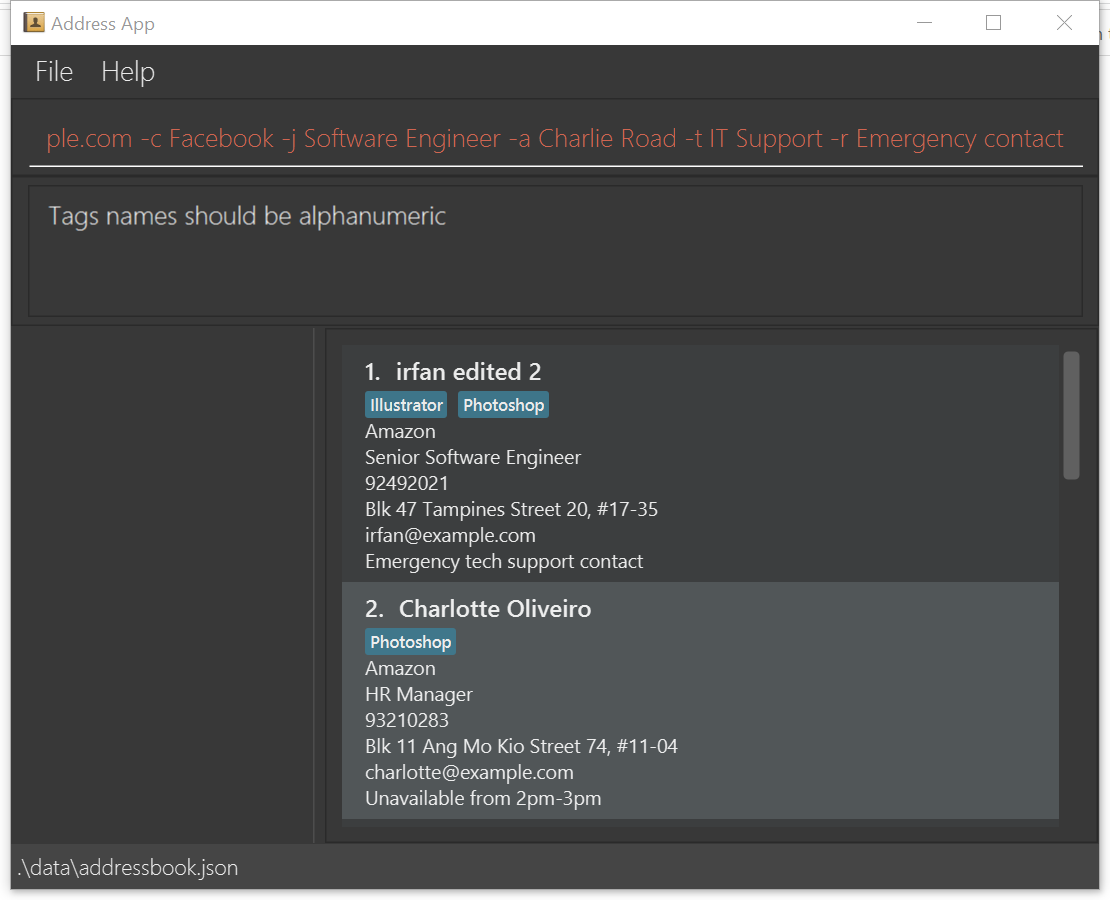 Address App
File Help
ple.com -c Facebook -j Software Engineer -a Charlie Road -t IT Support -r Emergency contact
Tags names should be alphanumeric
1. irfan edited 2
Illustrator Photoshop
Amazon
Senior Software Engineer
92492021
Blk 47 Tampines Street 20, #17-35
irfan@example.com
Emergency tech support contact
2. Charlotte Oliveiro
Photoshop
Amazon
HR Manager
93210283
Blk 11 Ang Mo Kio Street 74, #11-04
charlotte@example.com
Unavailable from 2pm-3pm
.\data\addressbook.json